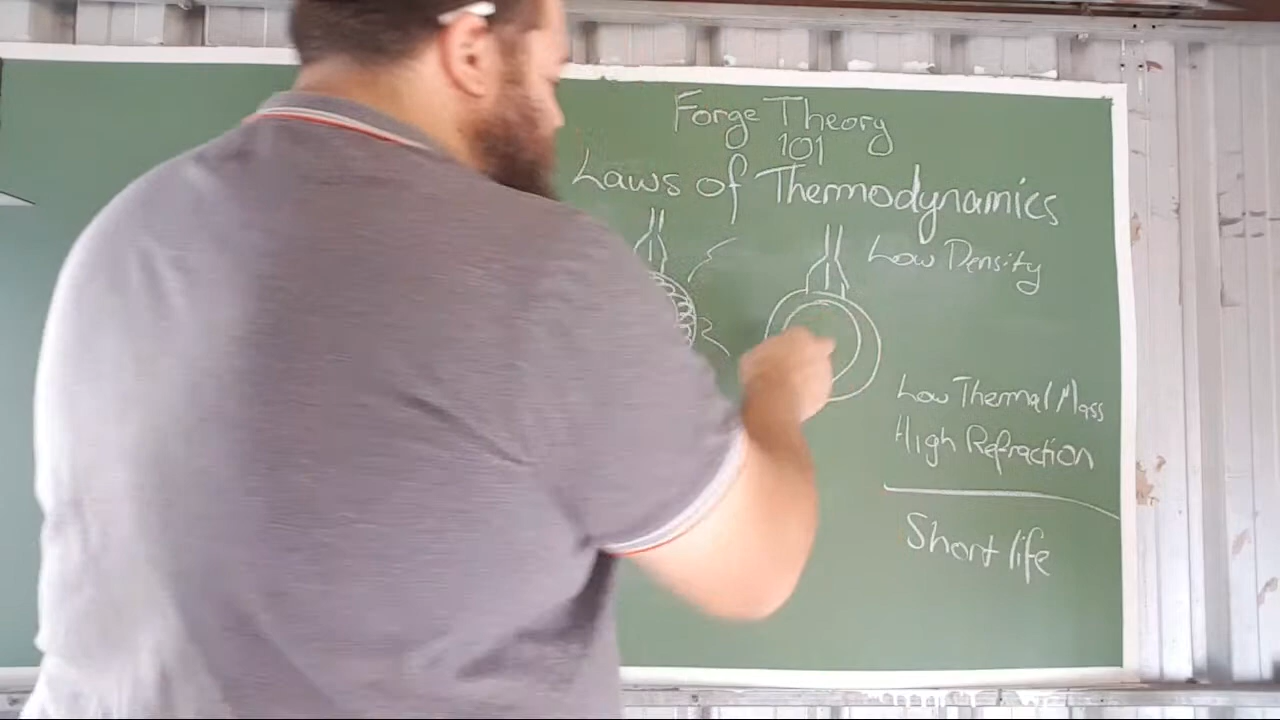 Forge Theory
101
Laws of Thermodynamics
Low Density
Low Thermal Mass
High Refraction
Short life